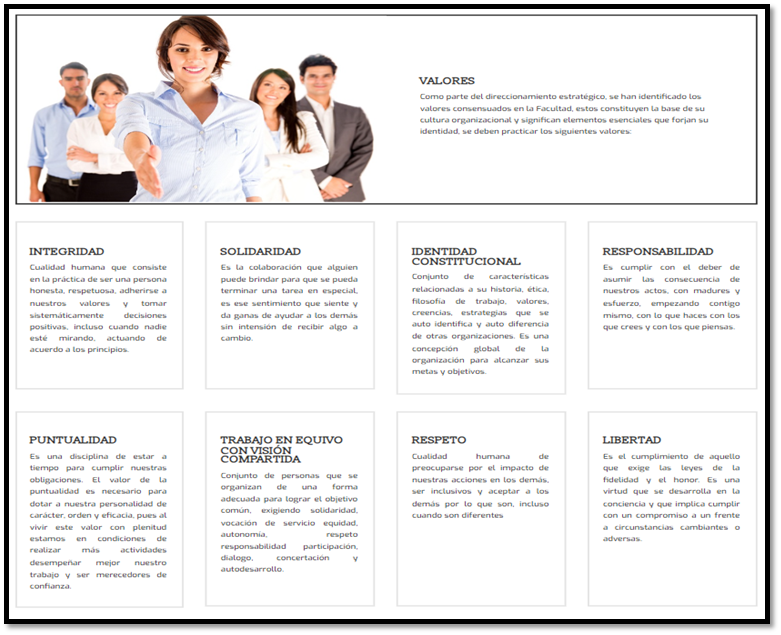 VALORES
Como parte del direccionamiento estratégico, se han identificado los
valores consensuados en la Facultad, estos constituyen la base de su
cultura organizacional y significan elementos esenciales que forjan su
identidad, se deben practicar los siguientes valores:
INTEGRIDAD
Cualidad humana que consiste
en la práctica de ser una persona
honesta, respetuosa, adherirse a
nuestros valores y tomar
sistemáticamente decisiones
positivas, incluso cuando nadie
esté mirando, actuando de
acuerdo a los principios.
SOLIDARIDAD
Es la colaboración que alguien
puede brindar para que se pueda
terminar una tarea en especial,
es ese sentimiento que siente y
da ganas de ayudar a los demás
sin intensión de recibir algo a
cambio.
IDENTIDAD
CONSTITUCIONAL
Conjunto de características
relacionadas a su historia, ética,
filosofía de trabajo, valores,
creencias, estrategias que se
auto identifica y auto diferencia
de otras organizaciones. Es una
concepción global de la
organización para alcanzar sus
metas y objetivos.
RESPONSABILIDAD
Es cumplir con el deber de
asumir las consecuencia de
nuestros actos, con madures y
esfuerzo, empezando contigo
mismo, con lo que haces con los
que crees y con los que piensas.
PUNTUALIDAD
Es una disciplina de estar a
tiempo para cumplir nuestras
obligaciones. El valor de la
puntualidad es necesario para
dotar a nuestra personalidad de
carácter, orden y eficacia, pues al
vivir este valor con plenitud
estamos en condiciones de
realizar más actividades
desempeñar mejor nuestro
trabajo y ser merecedores de
confianza.
TRABAJO EN EQUIVO
CON VISIÓN
COMPARTIDA
Conjunto de personas que se
organizan de una forma
adecuada para lograr el objetivo
común, exigiendo solidaridad,
vocación de servicio equidad,
autonomía, respeto
responsabilidad participación,
dialogo, concertación y
autodesarrollo.
RESPETO
Cualidad humana de
preocuparse por el impacto de
nuestras acciones en los demás,
ser inclusivos y aceptar a los
demás por lo que son, incluso
cuando son diferentes
LIBERTAD
Es el cumplimiento de aquello
que exige las leyes de la
fidelidad y el honor. Es una
virtud que se desarrolla en la
conciencia y que implica cumplir
con un compromiso a un frente
a circunstancias cambiantes o
adversas.